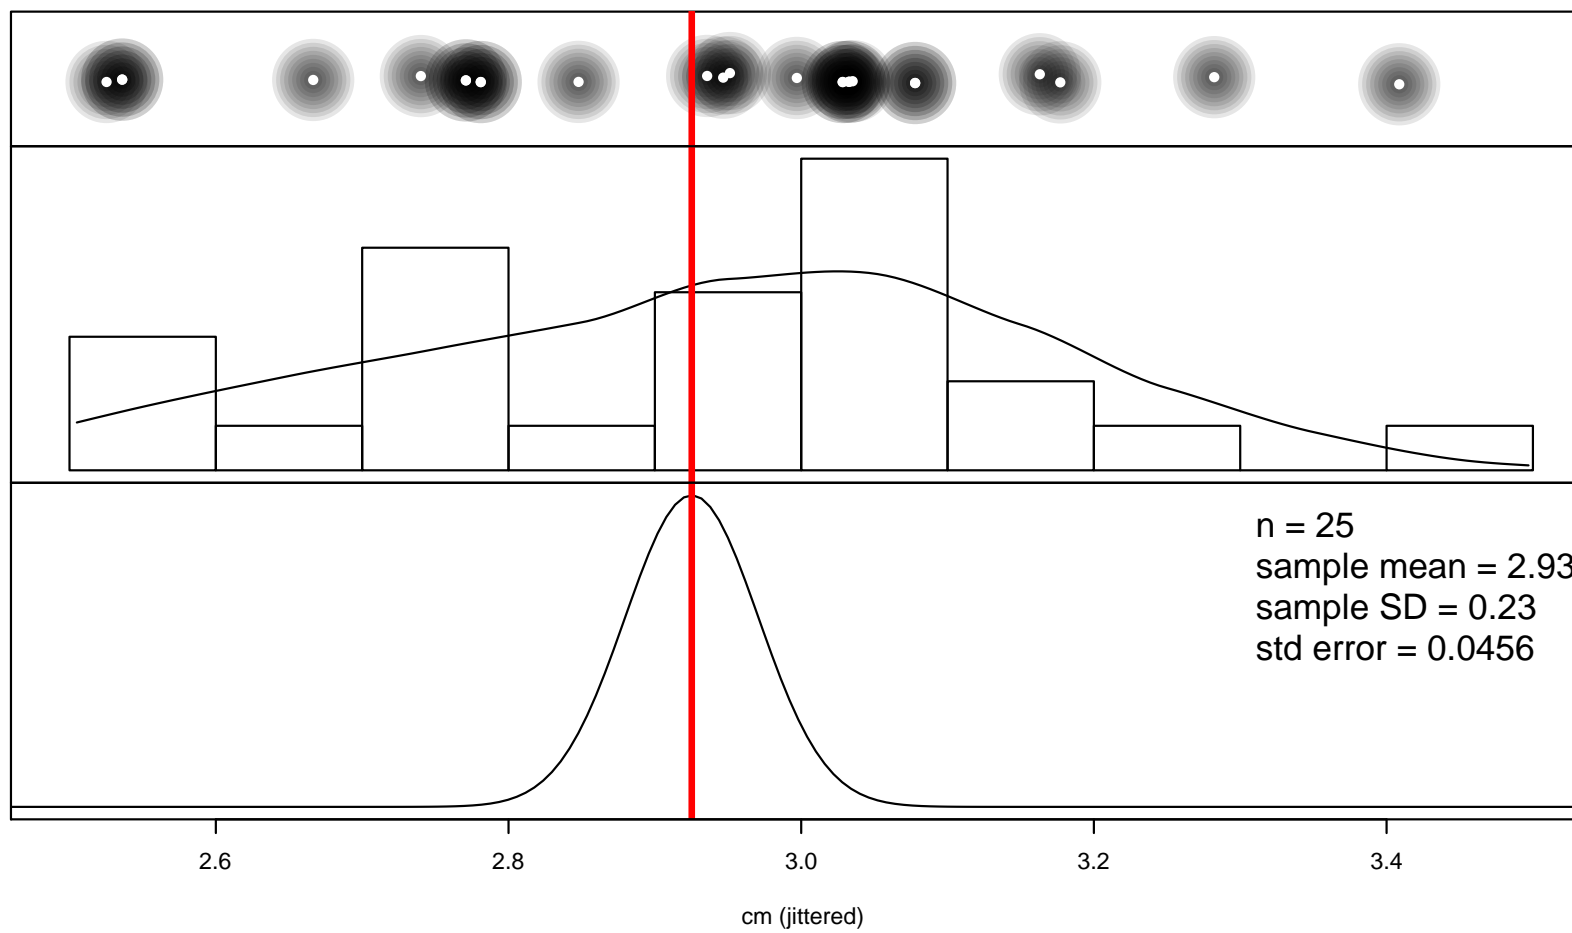 n = 25
sample mean = 2.93
sample SD = 0.23
std error = 0.0456
2.6 2.8 3.0 3.2 3.4
cm (jittered)